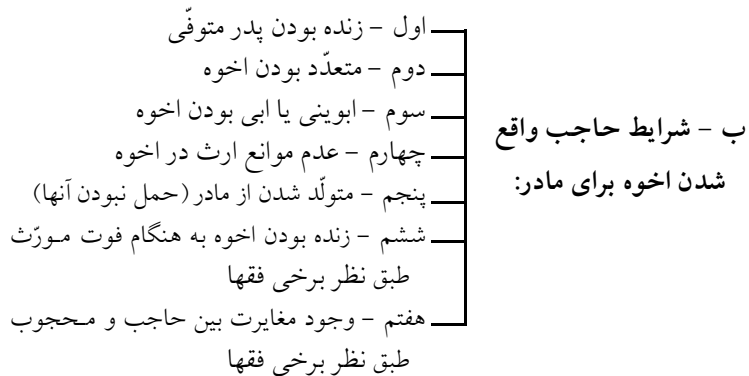 ب - شرایط حاجب واقع
شدن اخوه برای مادر:
اول - زنده بودن پدر متوفّی
دوم - متعدّد بودن اخوه
سوم - ابوینی یا ابی بودن اخوه
چهارم - عدم موانع ارث در اخوه
پنجم - متولّد شدن از مادر (حمل نبودن آنها)
ششم - زنده بودن اخوه به هنگام فوت مـورّث
طبق نظر برخی فقها
هفتم - وجود مغایرت بین حاجب و مـحجوب
طبق نظر برخی فقها